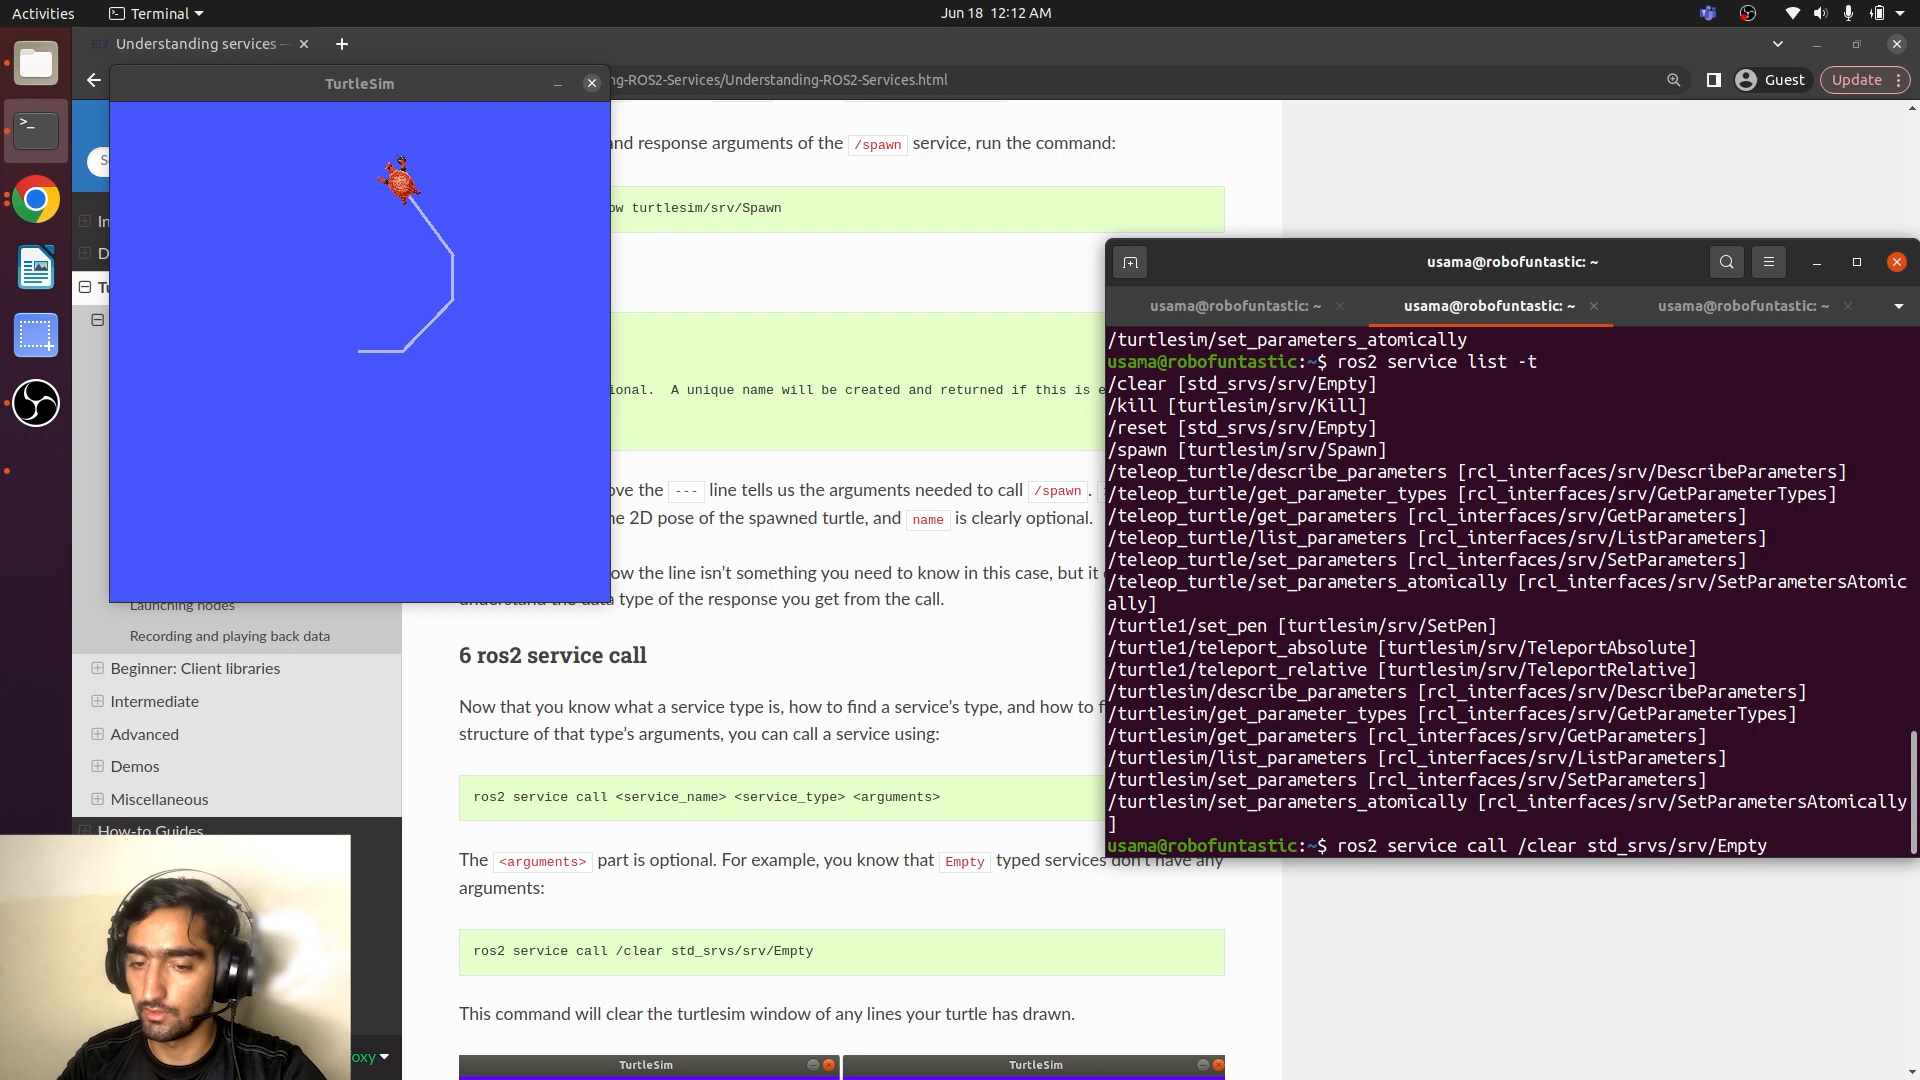 Activities
Terminal
Jun 18 12:12 AM
Understanding services
ng-ROS2-Services/Understanding-ROS2-Services.html
Guest
Update
TurtleSim
and response arguments of the /spawn service, run the command:
ow turtlesim/srv/Spawn
ional. A unique name will be created and returned if this is e
ove the --- line tells us the arguments needed to call /spawn.
he 2D pose of the spawned turtle, and name is clearly optional.
ow the line isn't something you need to know in this case, but it
understand the data type of the response you get from the call.
6 ros2 service call
Now that you know what a service type is, how to find a service's type, and how to f
structure of that type's arguments, you can call a service using:
ros2 service call <service_name> <service_type> <arguments>
The <arguments> part is optional. For example, you know that Empty typed services don't have any
arguments:
ros2 service call /clear std_srvs/srv/Empty
This command will clear the turtlesim window of any lines your turtle has drawn.
TurtleSim
TurtleSim
In
D
Tu
Launching nodes
Recording and playing back data
Beginner: Client libraries
Intermediate
Advanced
Demos
Miscellaneous
How-to Guides
oxy
usama@robofuntastic: ~
usama@robofuntastic: ~
usama@robofuntastic: ~
usama@robofuntastic: ~
/turtlesim/set_parameters_atomically
usama@robofuntastic:~$ ros2 service list -t
/clear [std_srvs/srv/Empty]
/kill [turtlesim/srv/Kill]
/reset [std_srvs/srv/Empty]
/spawn [turtlesim/srv/Spawn]
/teleop_turtle/describe_parameters [rcl_interfaces/srv/DescribeParameters]
/teleop_turtle/get_parameter_types [rcl_interfaces/srv/GetParameterTypes]
/teleop_turtle/get_parameters [rcl_interfaces/srv/GetParameters]
/teleop_turtle/list_parameters [rcl_interfaces/srv/ListParameters]
/teleop_turtle/set_parameters [rcl_interfaces/srv/SetParameters]
/teleop_turtle/set_parameters_atomically [rcl_interfaces/srv/SetParametersAtomic
ally]
/turtle1/set_pen [turtlesim/srv/SetPen]
/turtle1/teleport_absolute [turtlesim/srv/TeleportAbsolute]
/turtle1/teleport_relative [turtlesim/srv/TeleportRelative]
/turtlesim/describe_parameters [rcl_interfaces/srv/DescribeParameters]
/turtlesim/get_parameter_types [rcl_interfaces/srv/GetParameterTypes]
/turtlesim/get_parameters [rcl_interfaces/srv/GetParameters]
/turtlesim/list_parameters [rcl_interfaces/srv/ListParameters]
/turtlesim/set_parameters [rcl_interfaces/srv/SetParameters]
/turtlesim/set_parameters_atomically [rcl_interfaces/srv/SetParametersAtomically
]
usama@robofuntastic:~$ ros2 service call /clear std_srvs/srv/Empty